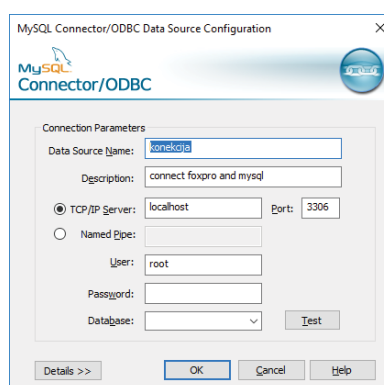 MySQL Connector/ODBC Data Source Configuration
MySQL
Connector/ODBC
Connection Parameters
Data Source Name: konekcija
Description: connect foxpro and mysql
TCP/IP Server: localhost Port: 3306
Named Pipe:
User: root
Password:
Database: Test
Details >> OK Cancel Help